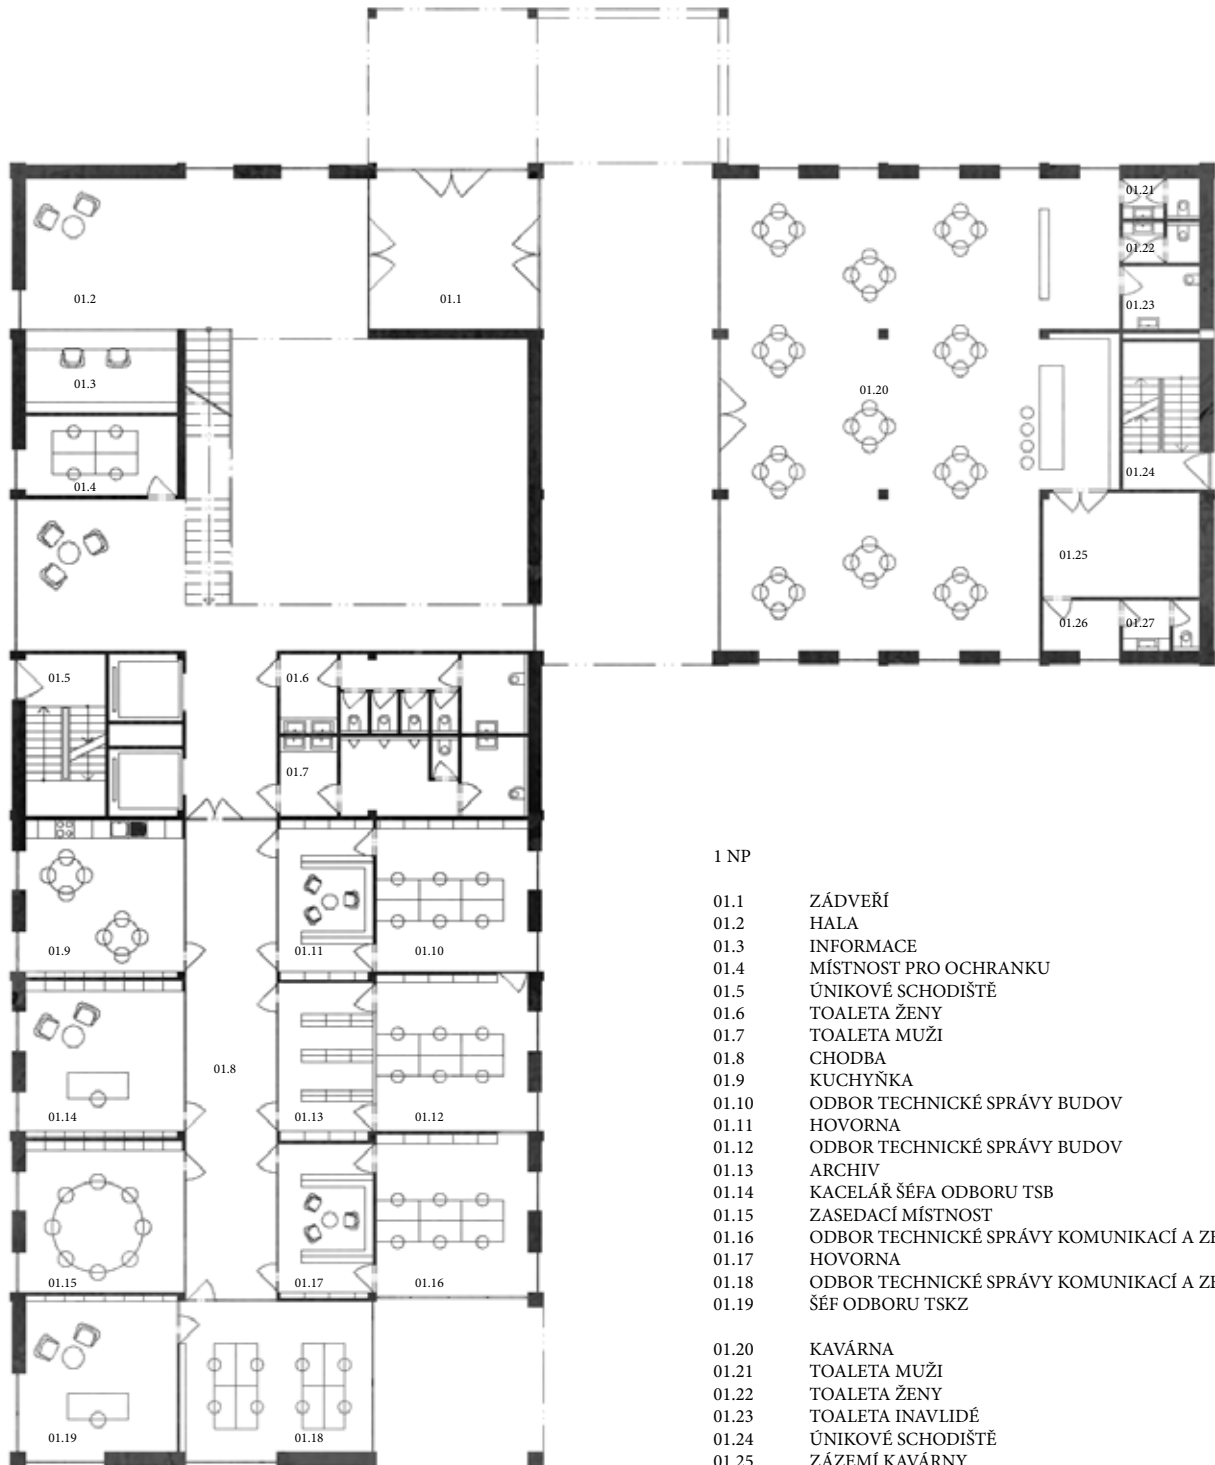 01.21
01.22
01.2
01.1
01.23
01.3
01.20
01.4
01.24
01.25
01.26
01.27
01.5
01.6
01.7
01.9
01.11
01.10
01.8
01.14
01.13
01.12
01.15
01.17
01.16
01.19
01.18
1 NP
01.1 ZÁDVEŘÍ
01.2 HALA
01.3 INFORMACE
01.4 MÍSTNOST PRO OCHRANKU
01.5 ÚNIKOVÉ SCHODIŠTĚ
01.6 TOALETA ŽENY
01.7 TOALETA MUŽI
01.8 CHODBA
01.9 KUCHYŇKA
01.10 ODBOR TECHNICKÉ SPRÁVY BUDOV
01.11 HOVORNA
01.12 ODBOR TECHNICKÉ SPRÁVY BUDOV
01.13 ARCHIV
01.14 KACELÁŘ ŠÉFA ODBORU TSB
01.15 ZASEDACÍ MÍSTNOST
01.16 ODBOR TECHNICKÉ SPRÁVY KOMUNIKACÍ A
01.17 HOVORNA
01.18 ODBOR TECHNICKÉ SPRÁVY KOMUNIKACÍ A
01.19 ŠÉF ODBORU TSKZ
01.20 KAVÁRNA
01.21 TOALETA MUŽI
01.22 TOALETA ŽENY
01.23 TOALETA INAVLIDÉ
01.24 ÚNIKOVÉ SCHODIŠTĚ
01.25 ZÁZEMÍ KAVÁRNY